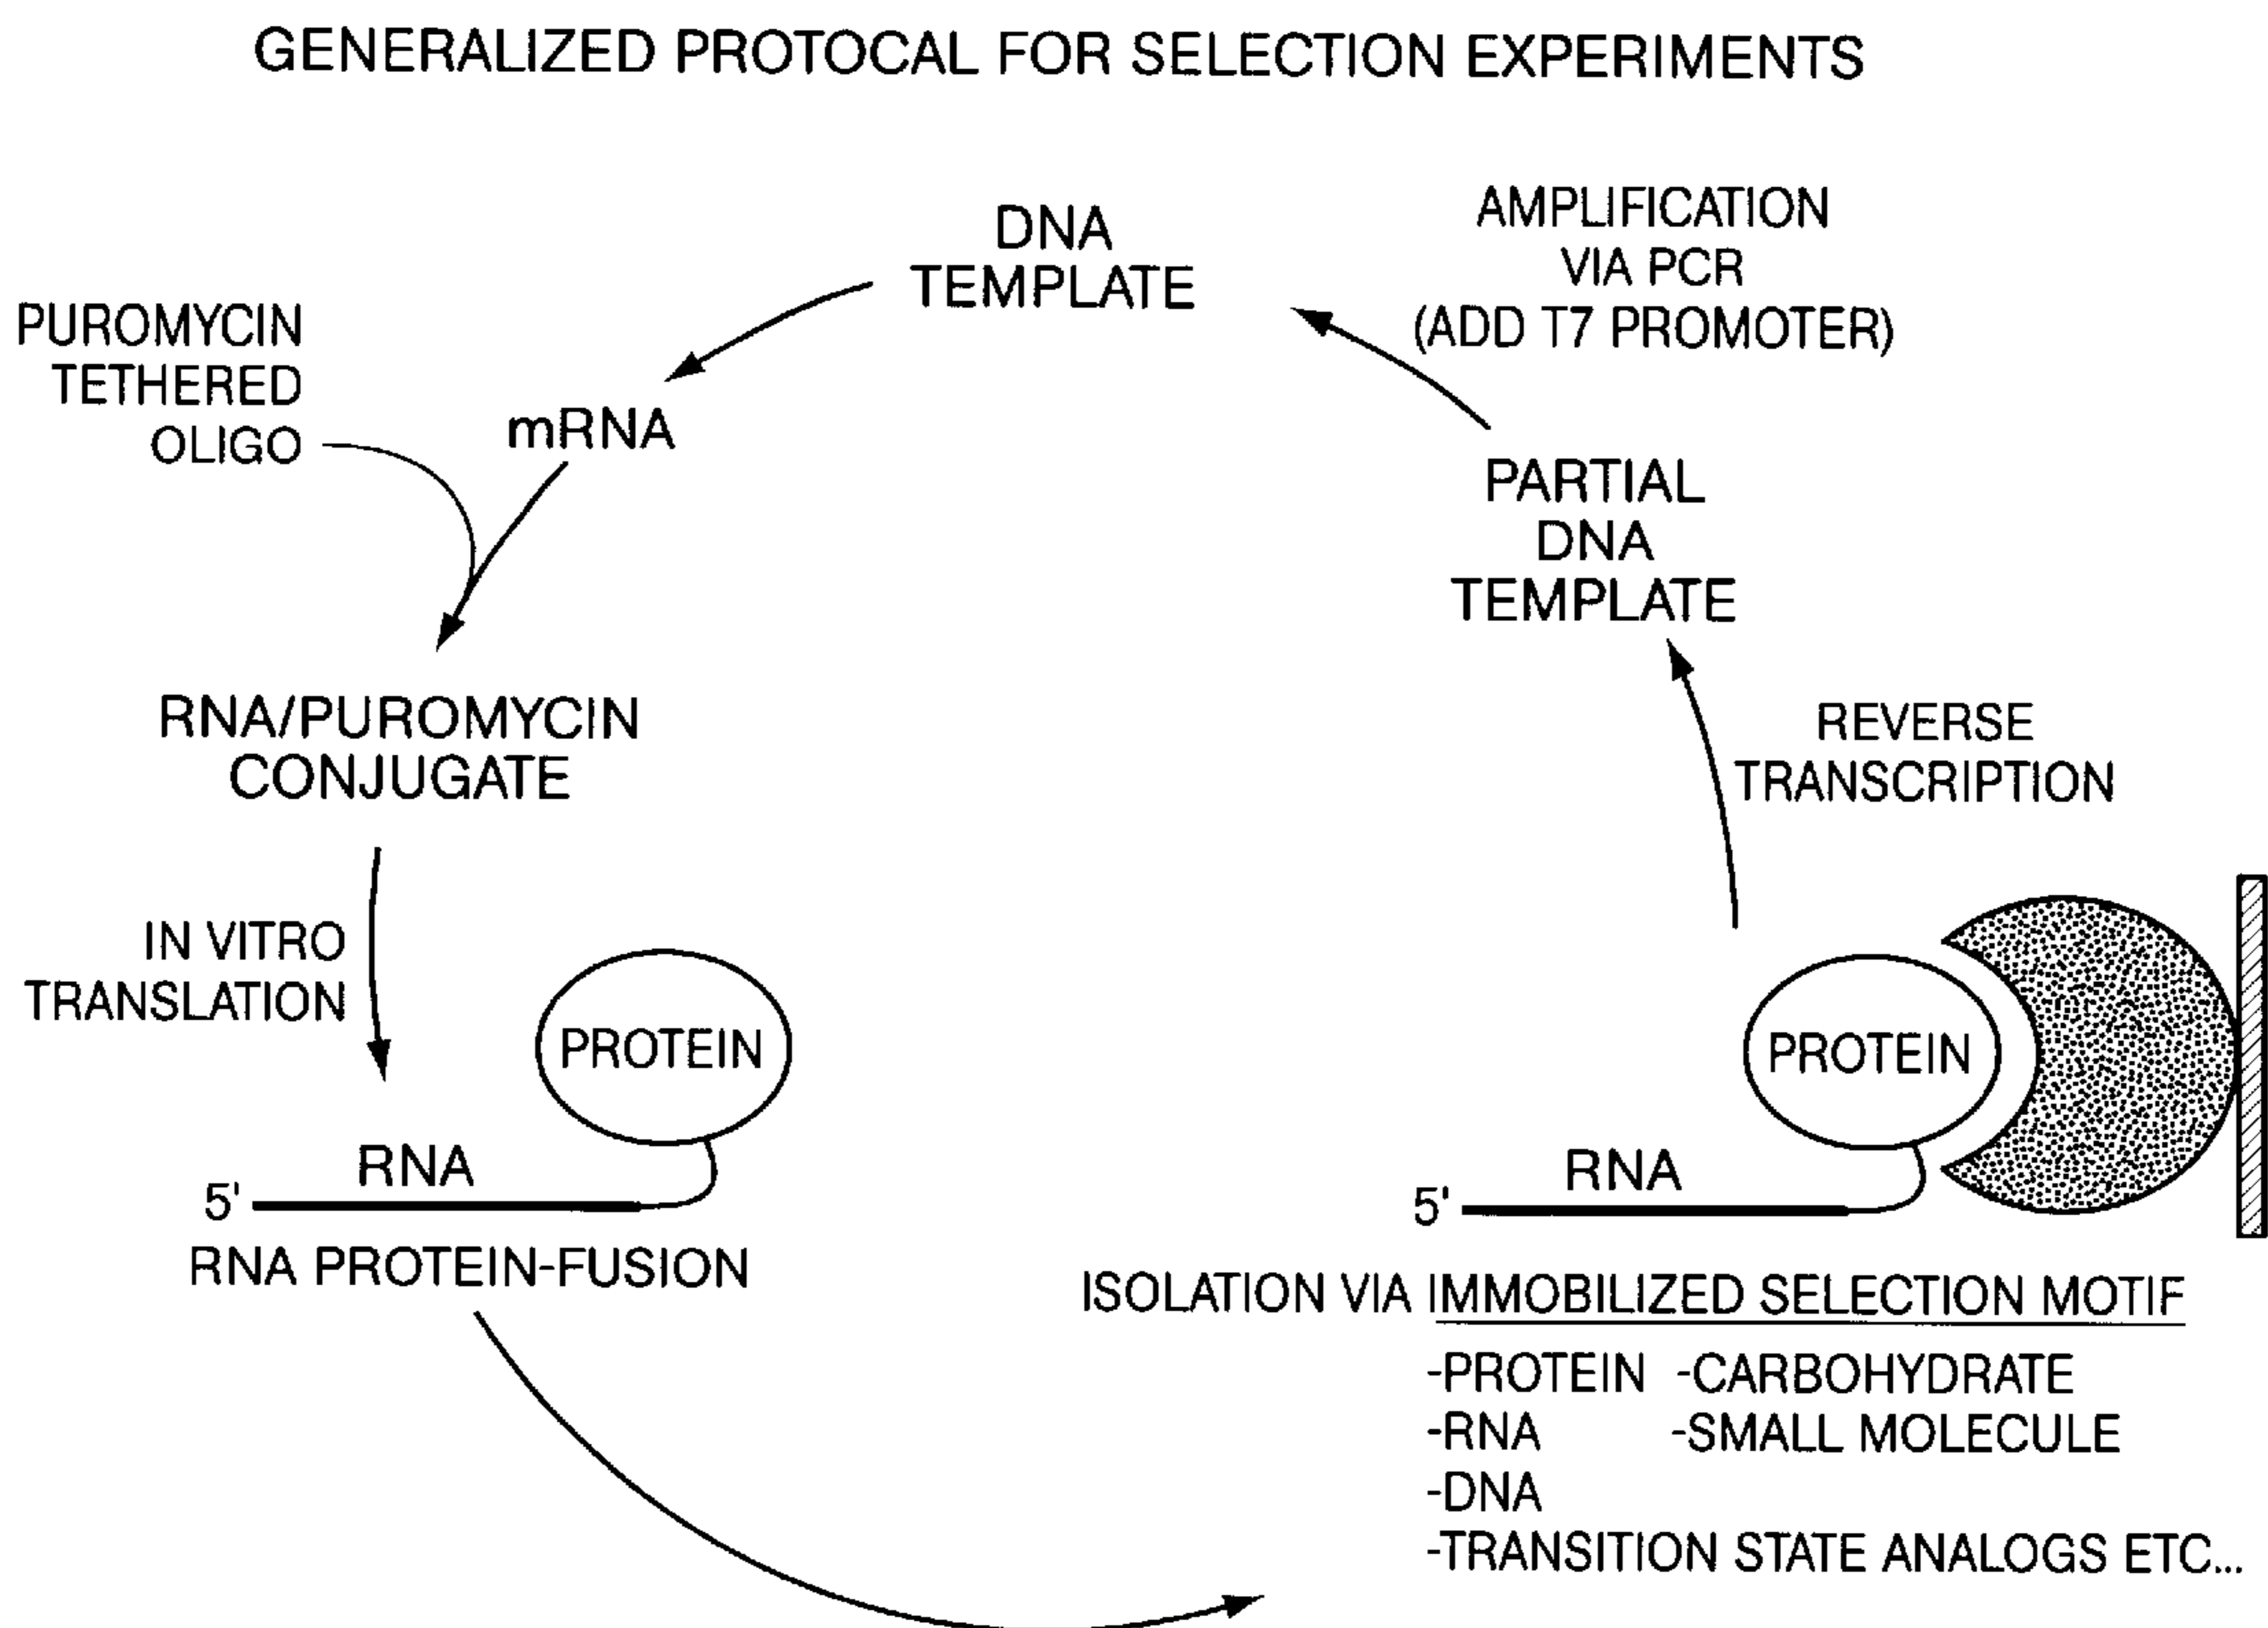 GENERALIZED PROTOCAL FOR SELECTION EXPERIMENTS
DNA
TEMPLATE
AMPLIFICATION
VIA PCR
(ADD T7 PROMOTER)
PUROMYCIN
TETHERED
OLIGO
mRNA
PARTIAL
DNA
TEMPLATE
RNA/PUROMYCIN
CONJUGATE
REVERSE
TRANSCRIPTION
IN VITRO
TRANSLATION
PROTEIN
RNA
5'
RNA PROTEIN-FUSION
PROTEIN
RNA
5'
ISOLATION VIA IMMOBILIZED SELECTION MOTIF
-PROTEIN -CARBOHYDRATE
-RNA -SMALL MOLECULE
-DNA
-TRANSITION STATE ANALOGS ETC...